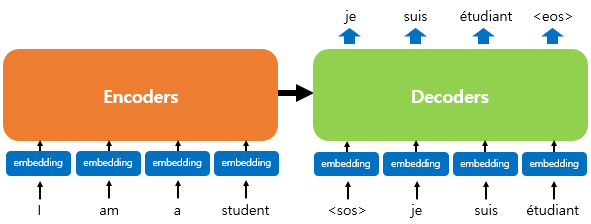 je suis étudiant <eos>
Encoders Decoders
embedding embedding embedding embedding embedding embedding embedding embedding
I am a student <sos> je suis étudiant